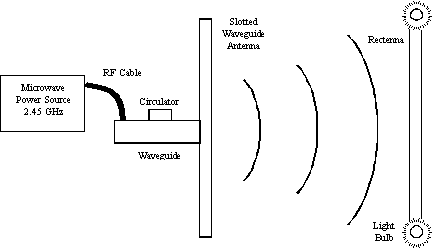 Slotted
Waveguide
Antenna
Rectenna
RF Cable
Microwave
Power Source
2.45 GHz
Circulator
Waveguide
Light
Bulb